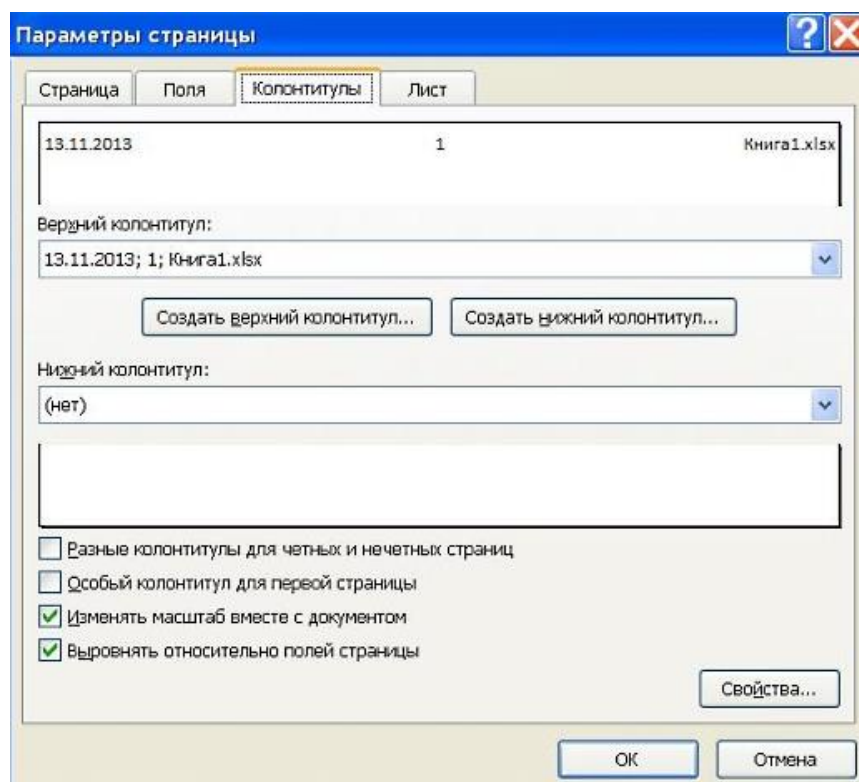 Параметры страницы
Страница Поля Колонтитулы Лист
13.11.2013 1 Книга1.xlsx
Верхний колонтитул:
13.11.2013; 1; Книга1.xlsx
Создать верхний колонтитул... Создать нижний колонтитул...
Нижний колонтитул:
(нет)
Разные колонтитулы для четных и нечетных страниц
Особый колонтитул для первой страницы
Изменять масштаб вместе с документом
Выровнять относительно полей страницы
Свойства...
ОК Отмена